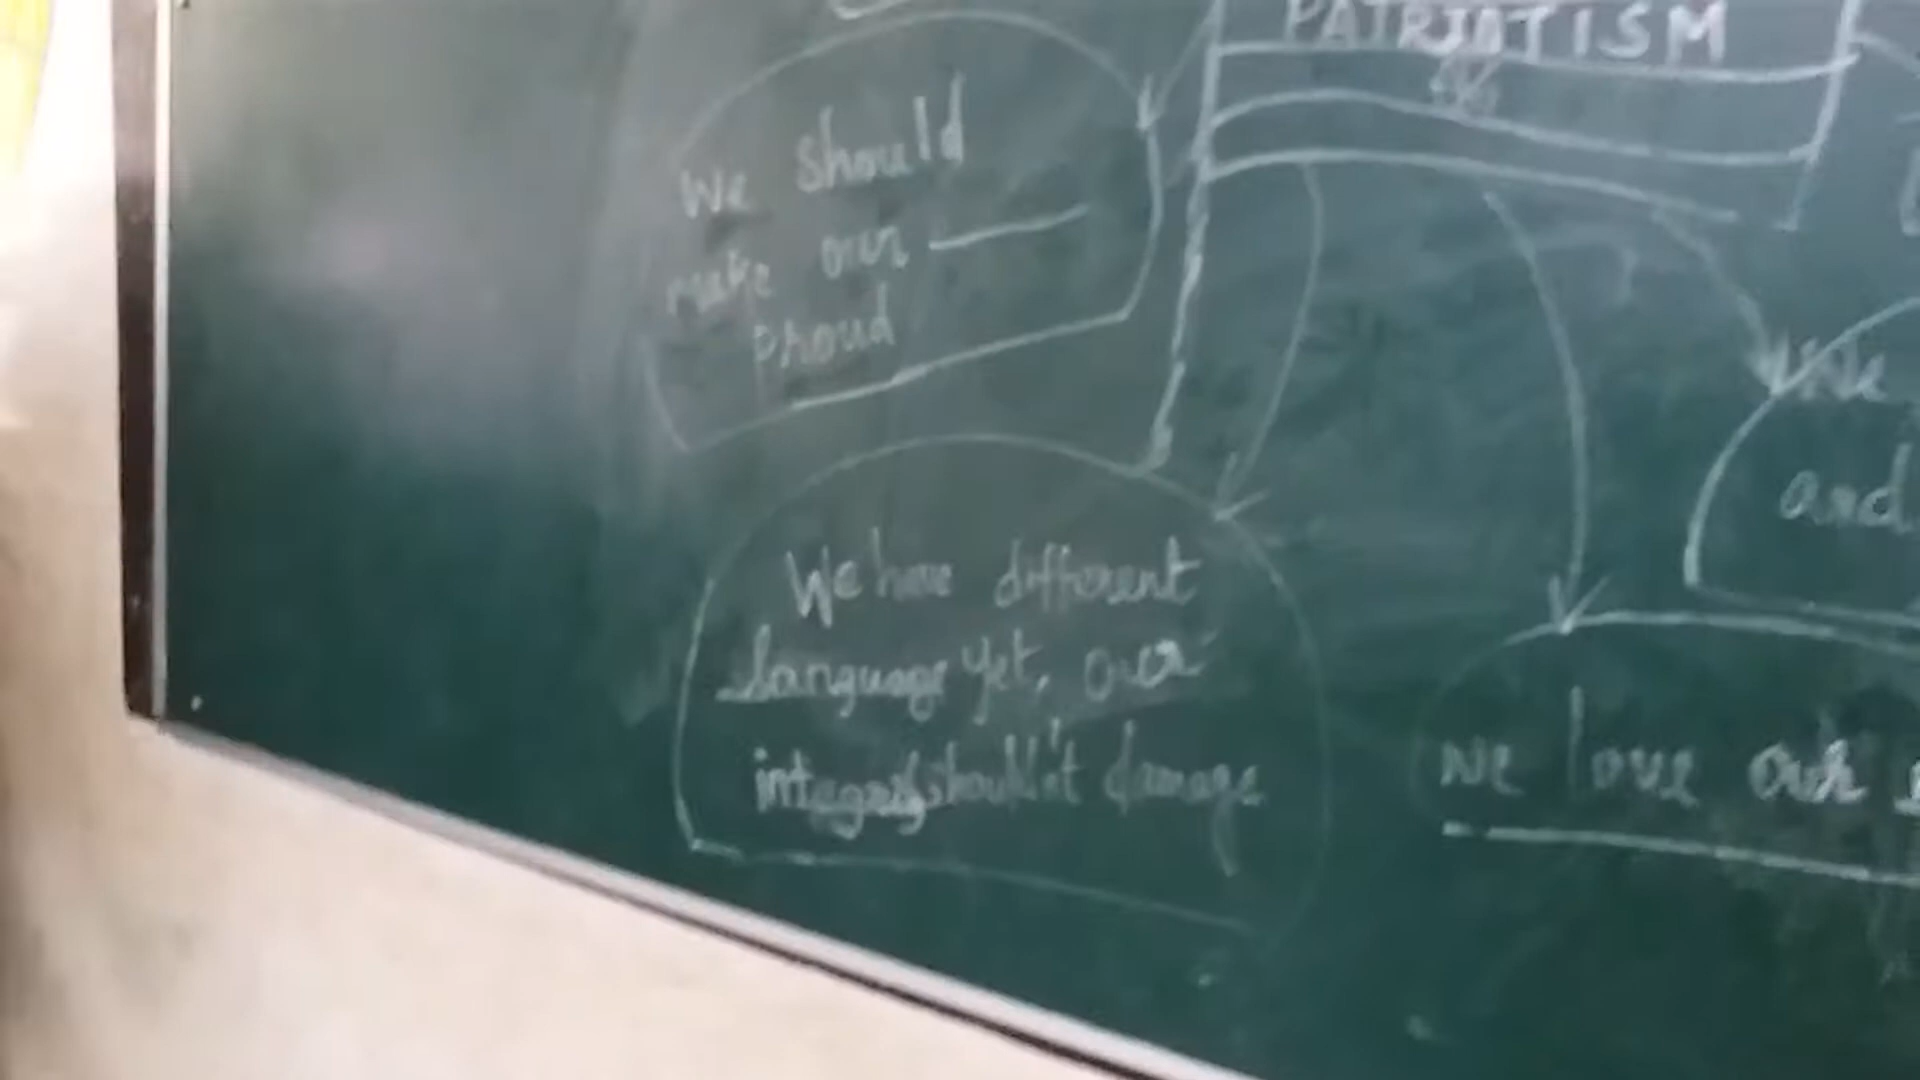 PATRIOTISM
We should
make our
proud
We have different
language yet, our
integrity shouldn't damage
We
and
We love our